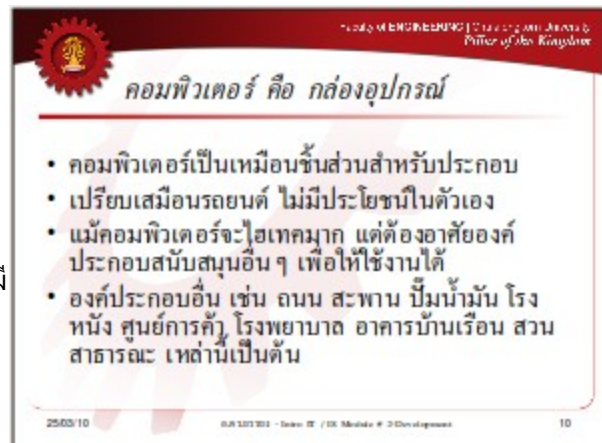 Faculty of ENGINEERING | Chulalongkorn University
Pillar of the Kingdom
คอมพิวเตอร์ คือ กล่องอุปกรณ์
• คอมพิวเตอร์เป็นเหมือนชิ้นส่วนสำหรับประกอบ
• เปรียบเสมือนรถยนต์ ไม่มีประโยชน์ในตัวเอง
• แม้คอมพิวเตอร์จะไฮเทคมาก แต่ต้องอาศัยองค์
ประกอบสนับสนุนอื่น ๆ เพื่อให้ใช้งานได้
• องค์ประกอบอื่น เช่น ถนน สะพาน ปั๊มน้ำมัน โรง
หนัง ศูนย์การค้า โรงพยาบาล อาคารบ้านเรือน สวน
สาธารณะ เหล่านี้เป็นต้น
25/03/10
Intro IT / IS Module # 2 Development
10